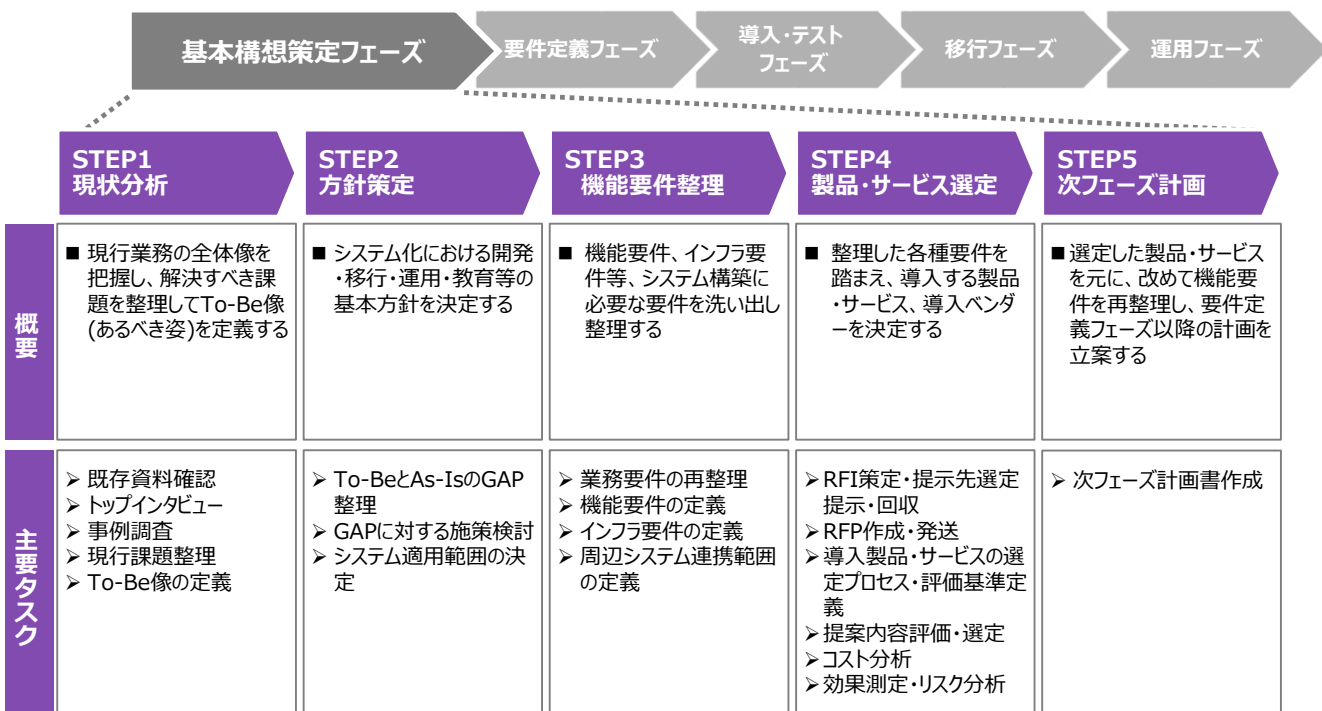 基本構想策定フェーズ
要件定義フェーズ
導入・テスト
フェーズ
移行フェーズ
運用フェーズ
STEP1
現状分析
STEP2
方針策定
STEP3
機能要件整理
STEP4
製品・サービス選定
STEP5
次フェーズ計画
概要
■ 現行業務の全体像を
把握し、解決すべき課
題を整理してTo-Be像
(あるべき姿)を定義する
■ システム化における開発
・移行・運用・教育等の
基本方針を決定する
■ 機能要件、インフラ要
件等、システム構築に
必要な要件を洗い出し
整理する
■ 整理した各種要件を
踏まえ、導入する製品
・サービス、導入ベンダ
ーを決定する
■ 選定した製品・サービス
を元に、改めて機能要
件を再整理し、要件定
義フェーズ以降の計画を
立案する
主要タスク
➢ 既存資料確認
➢ トップインタビュー
➢ 事例調査
➢ 現行課題整理
➢ To-Be像の定義
➢ To-BeとAs-IsのGAP
整理
➢ GAPに対する施策検討
➢ システム適用範囲の決
定
➢ 業務要件の再整理
➢ 機能要件の定義
➢ インフラ要件の定義
➢ 周辺システム連携範囲
の定義
➢ RFI策定・提示先選定
提示・回収
➢ RFP作成・発送
➢ 導入製品・サービスの選
定プロセス・評価基準定
義
➢ 提案内容評価・選定
➢ コスト分析
➢ 効果測定・リスク分析
➢ 次フェーズ計画書作成